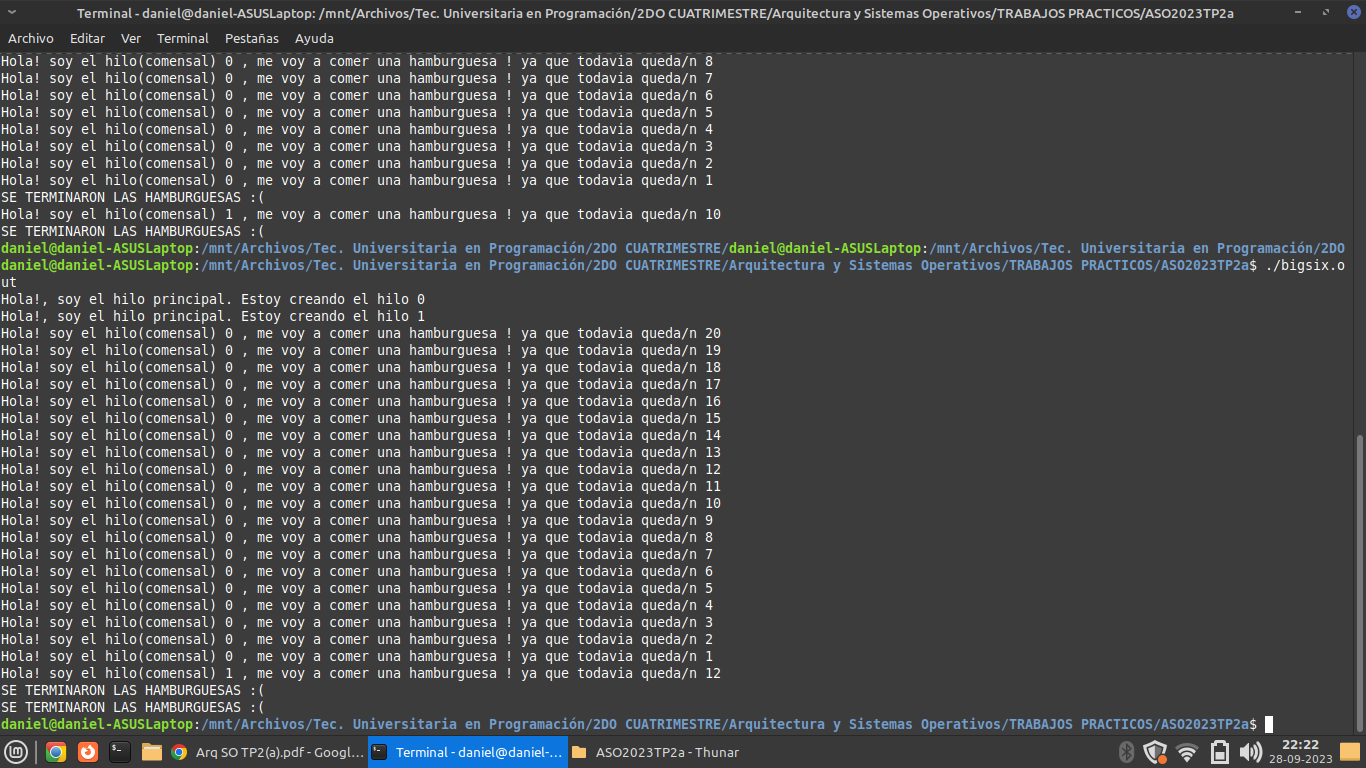 Terminal - daniel@daniel-ASUSLaptop: /mnt/Archivos/Tec. Universitaria en Programación/2DO CUATRIMESTRE/Arquitectura y Sistemas Operativos/TRABAJOS PRACTICOS/ASO2023TP2a
Archivo Editar Ver Terminal Pestañas Ayuda
Hola! soy el hilo(comensal) 0 , me voy a comer una hamburguesa ! ya que todavia queda/n 8
Hola! soy el hilo(comensal) 0 , me voy a comer una hamburguesa ! ya que todavia queda/n 7
Hola! soy el hilo(comensal) 0 , me voy a comer una hamburguesa ! ya que todavia queda/n 6
Hola! soy el hilo(comensal) 0 , me voy a comer una hamburguesa ! ya que todavia queda/n 5
Hola! soy el hilo(comensal) 0 , me voy a comer una hamburguesa ! ya que todavia queda/n 4
Hola! soy el hilo(comensal) 0 , me voy a comer una hamburguesa ! ya que todavia queda/n 3
Hola! soy el hilo(comensal) 0 , me voy a comer una hamburguesa ! ya que todavia queda/n 2
Hola! soy el hilo(comensal) 0 , me voy a comer una hamburguesa ! ya que todavia queda/n 1
SE TERMINARON LAS HAMBURGUESAS :(
Hola! soy el hilo(comensal) 1 , me voy a comer una hamburguesa ! ya que todavia queda/n 10
SE TERMINARON LAS HAMBURGUESAS :(
daniel@daniel-ASUSLaptop:/mnt/Archivos/Tec. Universitaria en Programación/2DO CUATRIMESTRE/daniel@daniel-ASUSLaptop:/mnt/Archivos/Tec. Universitaria en Programación/2DO
daniel@daniel-ASUSLaptop:/mnt/Archivos/Tec. Universitaria en Programación/2DO CUATRIMESTRE/Arquitectura y Sistemas Operativos/TRABAJOS PRACTICOS/ASO2023TP2a$ ./bigsix.o
ut
Hola!, soy el hilo principal. Estoy creando el hilo 0
Hola!, soy el hilo principal. Estoy creando el hilo 1
Hola! soy el hilo(comensal) 0 , me voy a comer una hamburguesa ! ya que todavia queda/n 20
Hola! soy el hilo(comensal) 0 , me voy a comer una hamburguesa ! ya que todavia queda/n 19
Hola! soy el hilo(comensal) 0 , me voy a comer una hamburguesa ! ya que todavia queda/n 18
Hola! soy el hilo(comensal) 0 , me voy a comer una hamburguesa ! ya que todavia queda/n 17
Hola! soy el hilo(comensal) 0 , me voy a comer una hamburguesa ! ya que todavia queda/n 16
Hola! soy el hilo(comensal) 0 , me voy a comer una hamburguesa ! ya que todavia queda/n 15
Hola! soy el hilo(comensal) 0 , me voy a comer una hamburguesa ! ya que todavia queda/n 14
Hola! soy el hilo(comensal) 0 , me voy a comer una hamburguesa ! ya que todavia queda/n 13
Hola! soy el hilo(comensal) 0 , me voy a comer una hamburguesa ! ya que todavia queda/n 12
Hola! soy el hilo(comensal) 0 , me voy a comer una hamburguesa ! ya que todavia queda/n 11
Hola! soy el hilo(comensal) 0 , me voy a comer una hamburguesa ! ya que todavia queda/n 10
Hola! soy el hilo(comensal) 0 , me voy a comer una hamburguesa ! ya que todavia queda/n 9
Hola! soy el hilo(comensal) 0 , me voy a comer una hamburguesa ! ya que todavia queda/n 8
Hola! soy el hilo(comensal) 0 , me voy a comer una hamburguesa ! ya que todavia queda/n 7
Hola! soy el hilo(comensal) 0 , me voy a comer una hamburguesa ! ya que todavia queda/n 6
Hola! soy el hilo(comensal) 0 , me voy a comer una hamburguesa ! ya que todavia queda/n 5
Hola! soy el hilo(comensal) 0 , me voy a comer una hamburguesa ! ya que todavia queda/n 4
Hola! soy el hilo(comensal) 0 , me voy a comer una hamburguesa ! ya que todavia queda/n 3
Hola! soy el hilo(comensal) 0 , me voy a comer una hamburguesa ! ya que todavia queda/n 2
Hola! soy el hilo(comensal) 0 , me voy a comer una hamburguesa ! ya que todavia queda/n 1
Hola! soy el hilo(comensal) 1 , me voy a comer una hamburguesa ! ya que todavia queda/n 12
SE TERMINARON LAS HAMBURGUESAS :(
SE TERMINARON LAS HAMBURGUESAS :(
daniel@daniel-ASUSLaptop:/mnt/Archivos/Tec. Universitaria en Programación/2DO CUATRIMESTRE/Arquitectura y Sistemas Operativos/TRABAJOS PRACTICOS/ASO2023TP2a$
Arq SO TP2(a).pdf - Googl... Terminal - daniel@daniel-... ASO2023TP2a - Thunar 22:22
28-09-2023